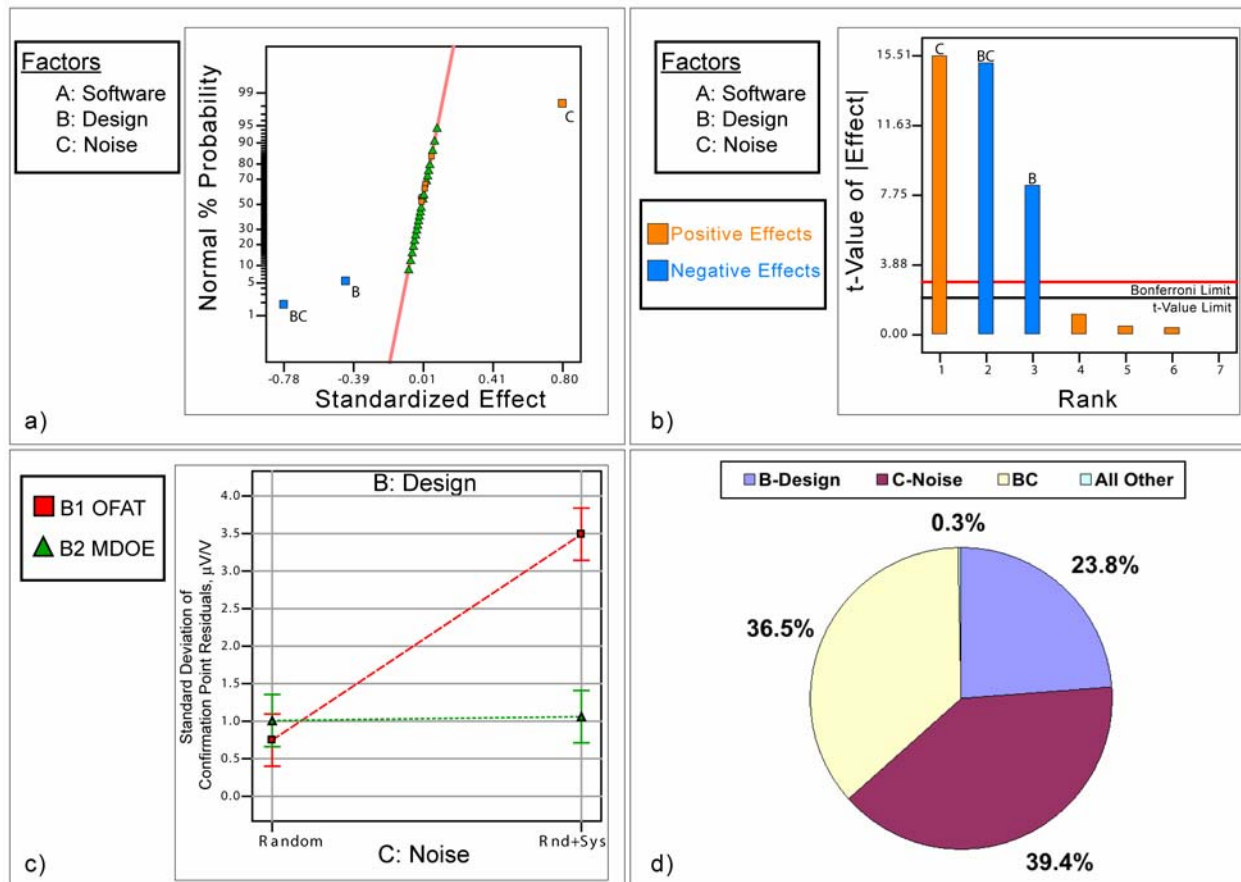 Factors
A: Software
B: Design
C: Noise
Normal % Probability
99
95
90
80
70
50
30
20
10
5
1
C
B
BC
-0.78
-0.39
0.01
0.41
0.80
Standardized Effect
a)
Factors
A: Software
B: Design
C: Noise
Positive Effects
Negative Effects
t-Value of |Effect|
15.51
11.63
7.75
3.88
0.00
C
BC
B
Bonferroni Limit
t-Value Limit
1
2
3
4
5
6
7
Rank
b)
B1 OFAT
B2 MDOE
B: Design
Standard Deviation of
Confirmation Point Residuals, µV/V
4.0
3.5
3.0
2.5
2.0
1.5
1.0
0.5
0.0
Random
Rnd+Sys
C: Noise
c)
B-Design
C-Noise
BC
All Other
0.3%
23.8%
36.5%
39.4%
d)